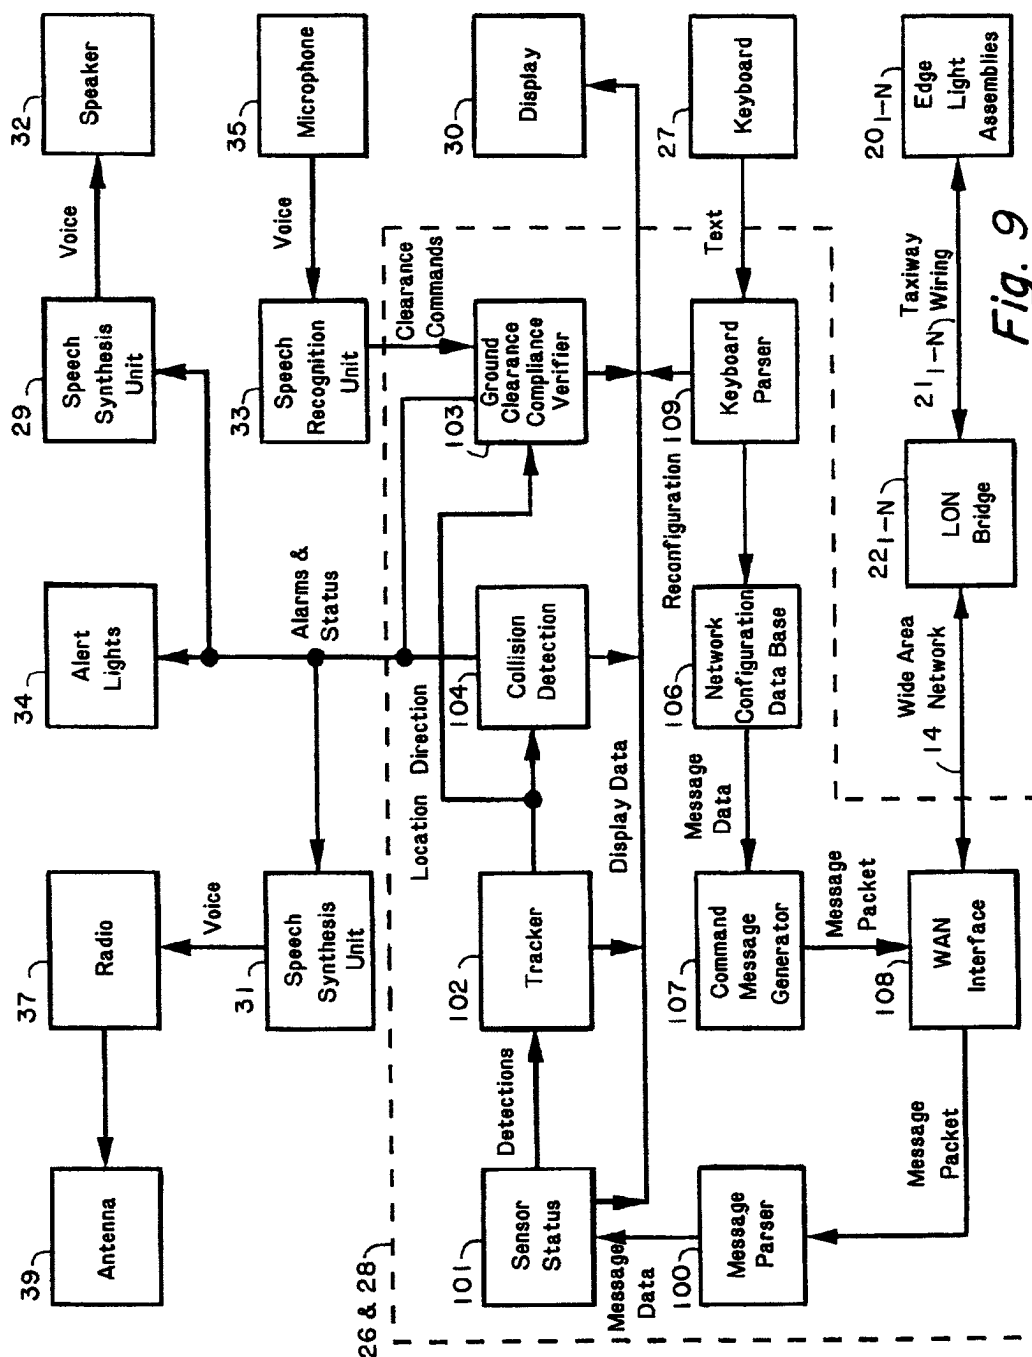 39
Antenna
37
Radio
34
Alert
Lights
29
Speech
Synthesis
Unit
Voice
32
Speaker
Voice
31
Speech
Synthesis
Unit
Alarms &
Status
33
Speech
Recognition
Unit
Voice
35
Microphone
26 & 28
Location Direction
Clearance
Commands
101
Sensor
Status
Detections
102
Tracker
104
Collision
Detection
103
Ground
Clearance
Compliance
Verifier
30
Display
Display Data
Message
Data
100
Message
Parser
107
Command
Message
Generator
Message
Data
106
Network
Configuration
Data Base
Reconfiguration
109
Keyboard
Parser
Text
27
Keyboard
Message
Packet
Message
Packet
108
WAN
Interface
Wide Area
14 Network
22 1-N
LON
Bridge
Taxiway
21 1-N Wiring
20 1-N
Edge
Light
Assemblies
Fig. 9